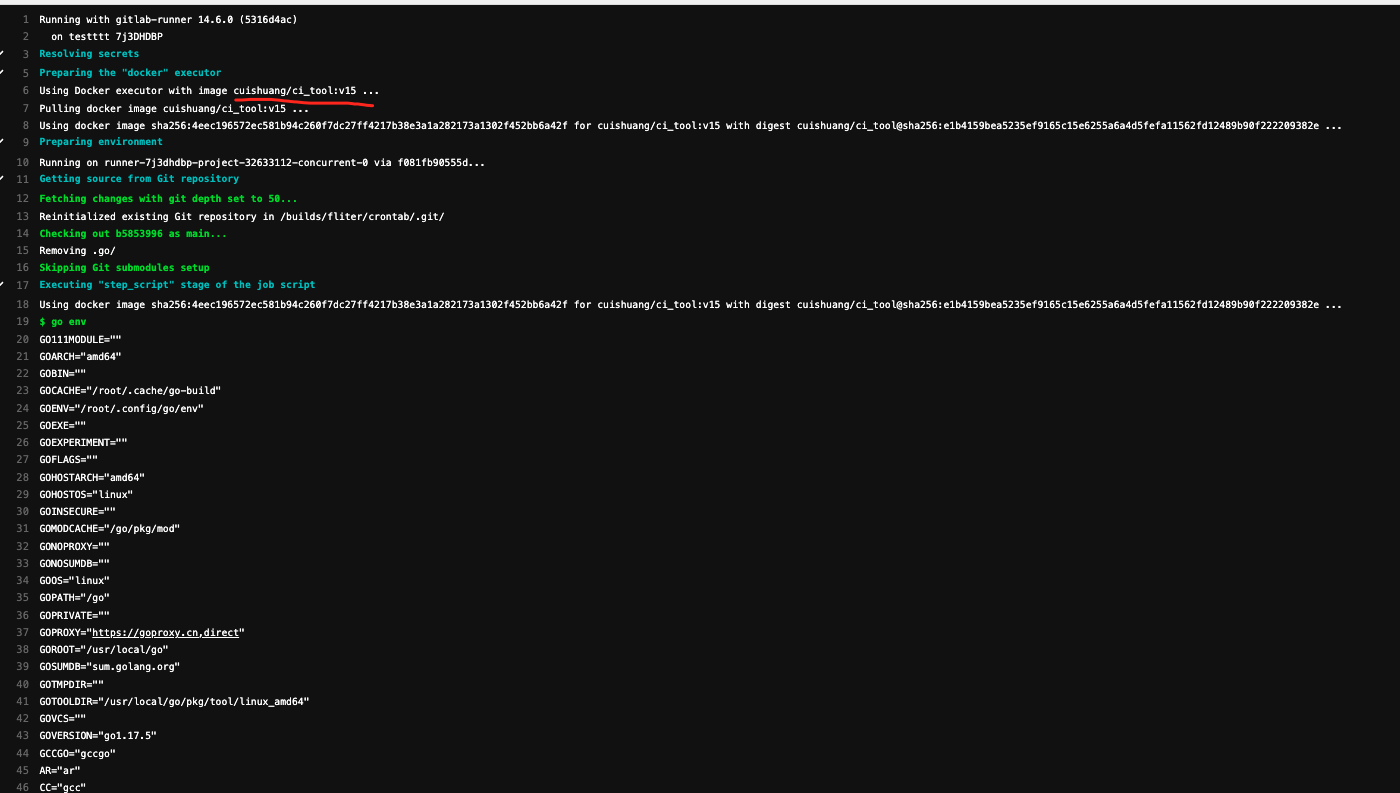 1 Running with gitlab-runner 14.6.0 (5316d4ac)
2 on testttt 7j3DHDBP
3 Resolving secrets
5 Preparing the "docker" executor
6 Using Docker executor with image cuishuang/ci_tool:v15 ...
7 Pulling docker image cuishuang/ci_tool:v15 ...
8 Using docker image sha256:4eec196572ec581b94c260f7dc27ff4217b38e3a1a282173a1302f452bb6a42f for cuishuang/ci_tool:v15 with digest cuishuang/ci_tool@sha256:e1b4159bea5235ef9165c15e6255a6a4d5fefa11562fd12489b90f222209382e ...
9 Preparing environment
10 Running on runner-7j3dhdbp-project-32633112-concurrent-0 via f081fb90555d...
11 Getting source from Git repository
12 Fetching changes with git depth set to 50...
13 Reinitialized existing Git repository in /builds/fliter/crontab/.git/
14 Checking out b5853996 as main...
15 Removing .go/
16 Skipping Git submodules setup
17 Executing "step_script" stage of the job script
18 Using docker image sha256:4eec196572ec581b94c260f7dc27ff4217b38e3a1a282173a1302f452bb6a42f for cuishuang/ci_tool:v15 with digest cuishuang/ci_tool@sha256:e1b4159bea5235ef9165c15e6255a6a4d5fefa11562fd12489b90f222209382e ...
19 $ go env
20 GO111MODULE=""
21 GOARCH="amd64"
22 GOBIN=""
23 GOCACHE="/root/.cache/go-build"
24 GOENV="/root/.config/go/env"
25 GOEXE=""
26 GOEXPERIMENT=""
27 GOFLAGS=""
28 GOHOSTARCH="amd64"
29 GOHOSTOS="linux"
30 GOINSECURE=""
31 GOMODCACHE="/go/pkg/mod"
32 GONOPROXY=""
33 GONOSUMDB=""
34 GOOS="linux"
35 GOPATH="/go"
36 GOPRIVATE=""
37 GOPROXY="https://goproxy.cn,direct"
38 GOROOT="/usr/local/go"
39 GOSUMDB="sum.golang.org"
40 GOTMPDIR=""
41 GOTOOLDIR="/usr/local/go/pkg/tool/linux_amd64"
42 GOVCS=""
43 GOVERSION="go1.17.5"
44 GCCGO="gccgo"
45 AR="ar"
46 CC="gcc"